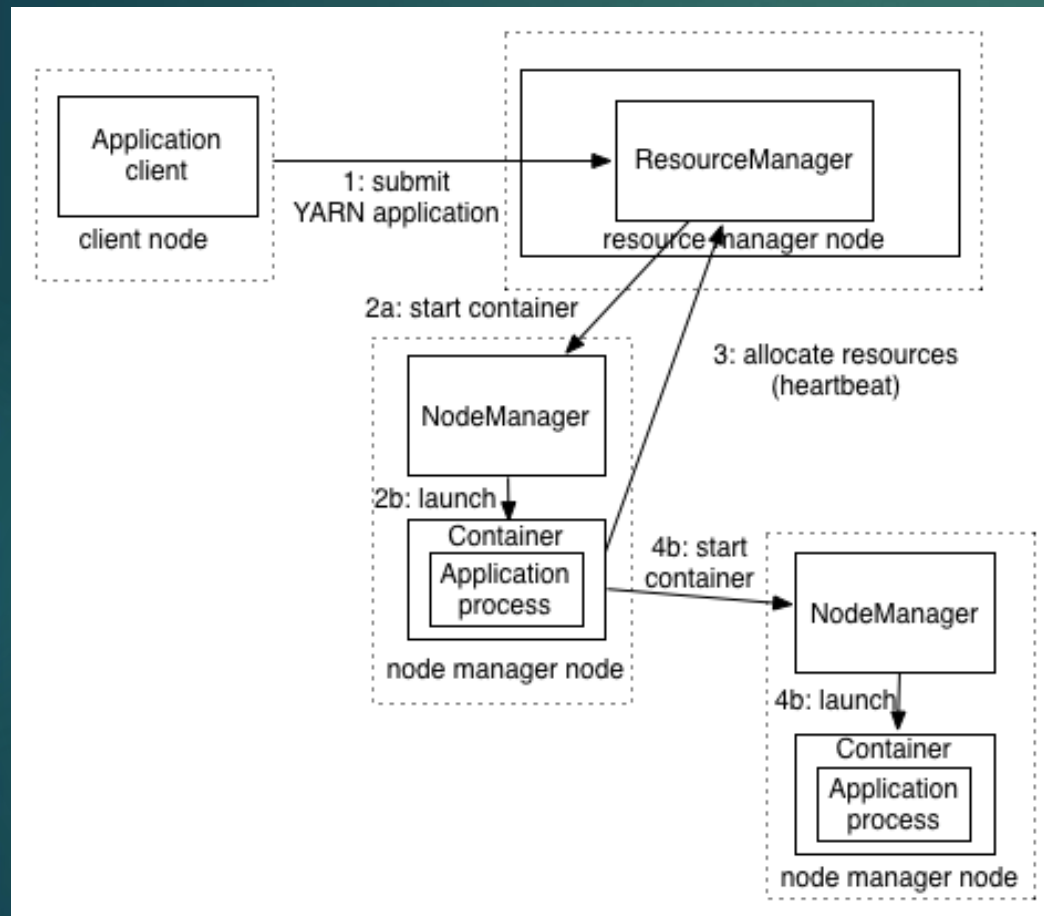 Application
client
client node
1: submit
YARN application
ResourceManager
resource manager node
2a: start container
3: allocate resources
(heartbeat)
NodeManager
2b: launch
Container
Application
process
node manager node
4b: start
container
NodeManager
4b: launch
Container
Application
process
node manager node